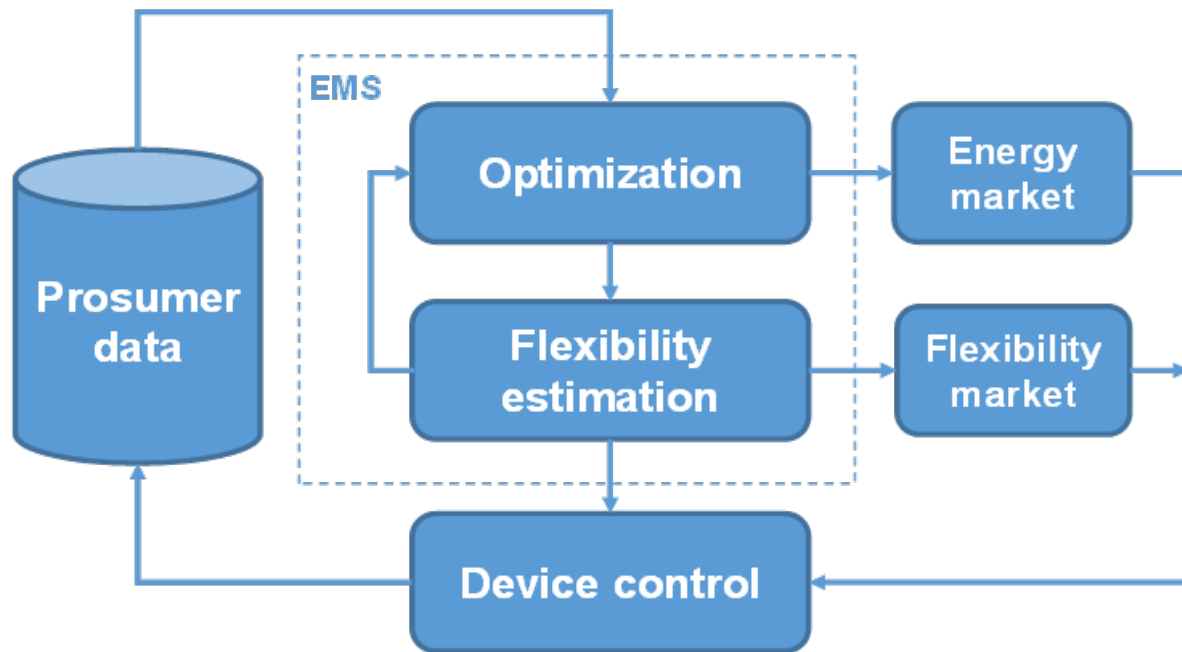 EMS
Optimization
Energy
market
Prosumer
data
Flexibility
estimation
Flexibility
market
Device control